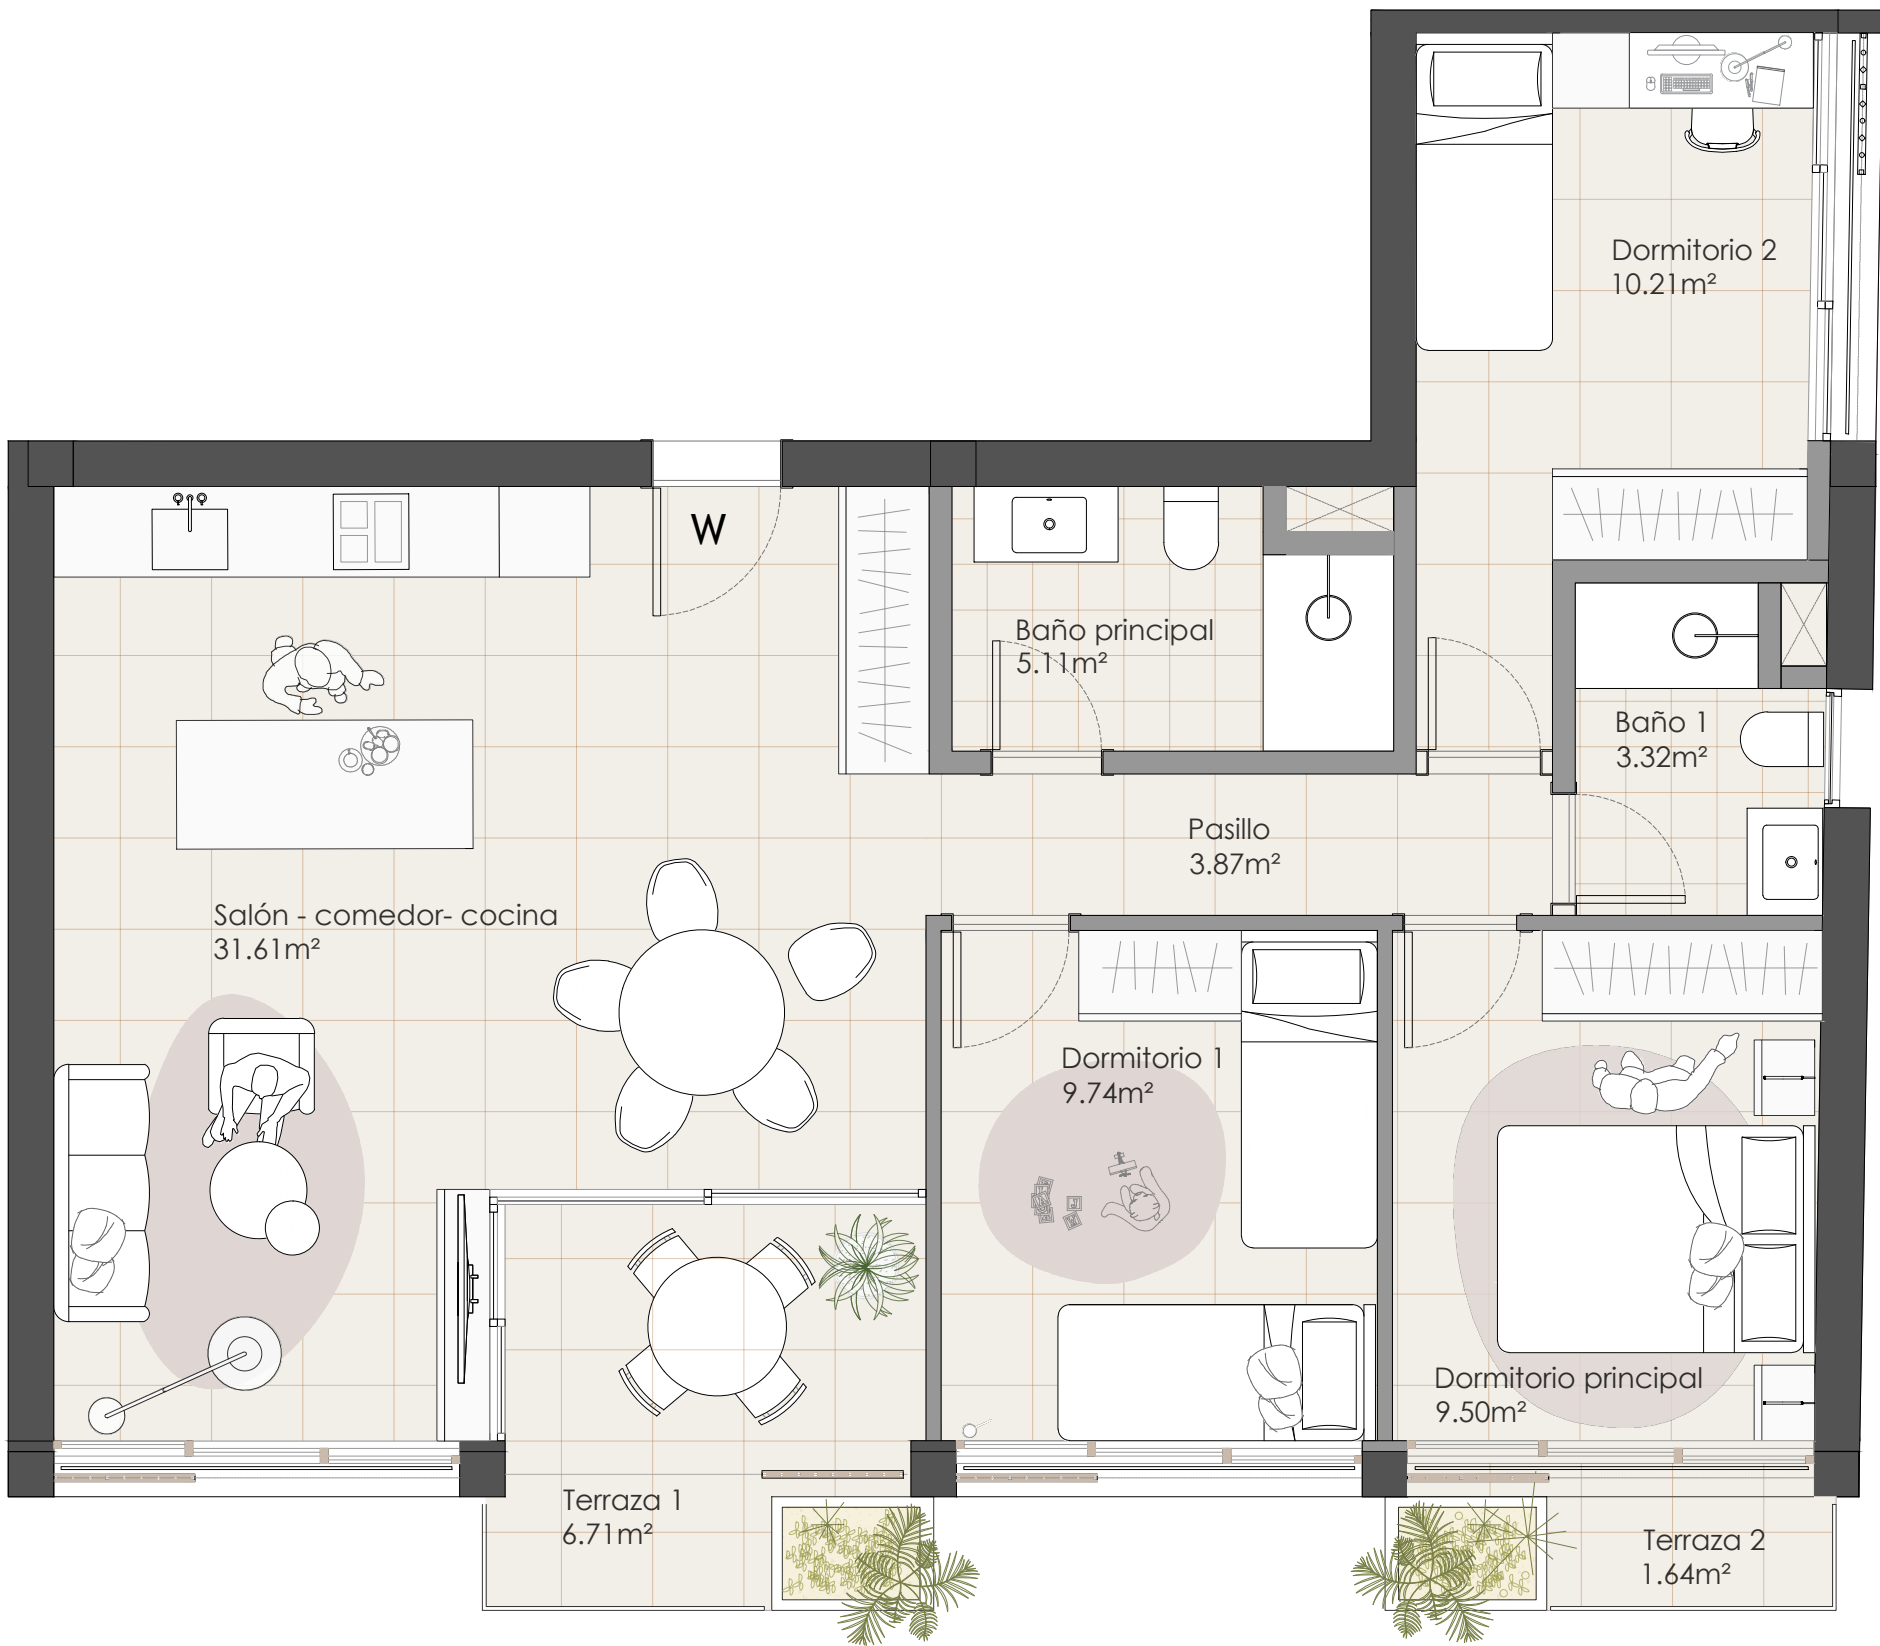 Dormitorio 2
10.21m²
W
Baño principal
5.11m²
Baño 1
3.32m²
Pasillo
3.87m²
Salón - comedor- cocina
31.61m²
Dormitorio 1
9.74m²
Dormitorio principal
9.50m²
Terraza 1
6.71m²
Terraza 2
1.64m²